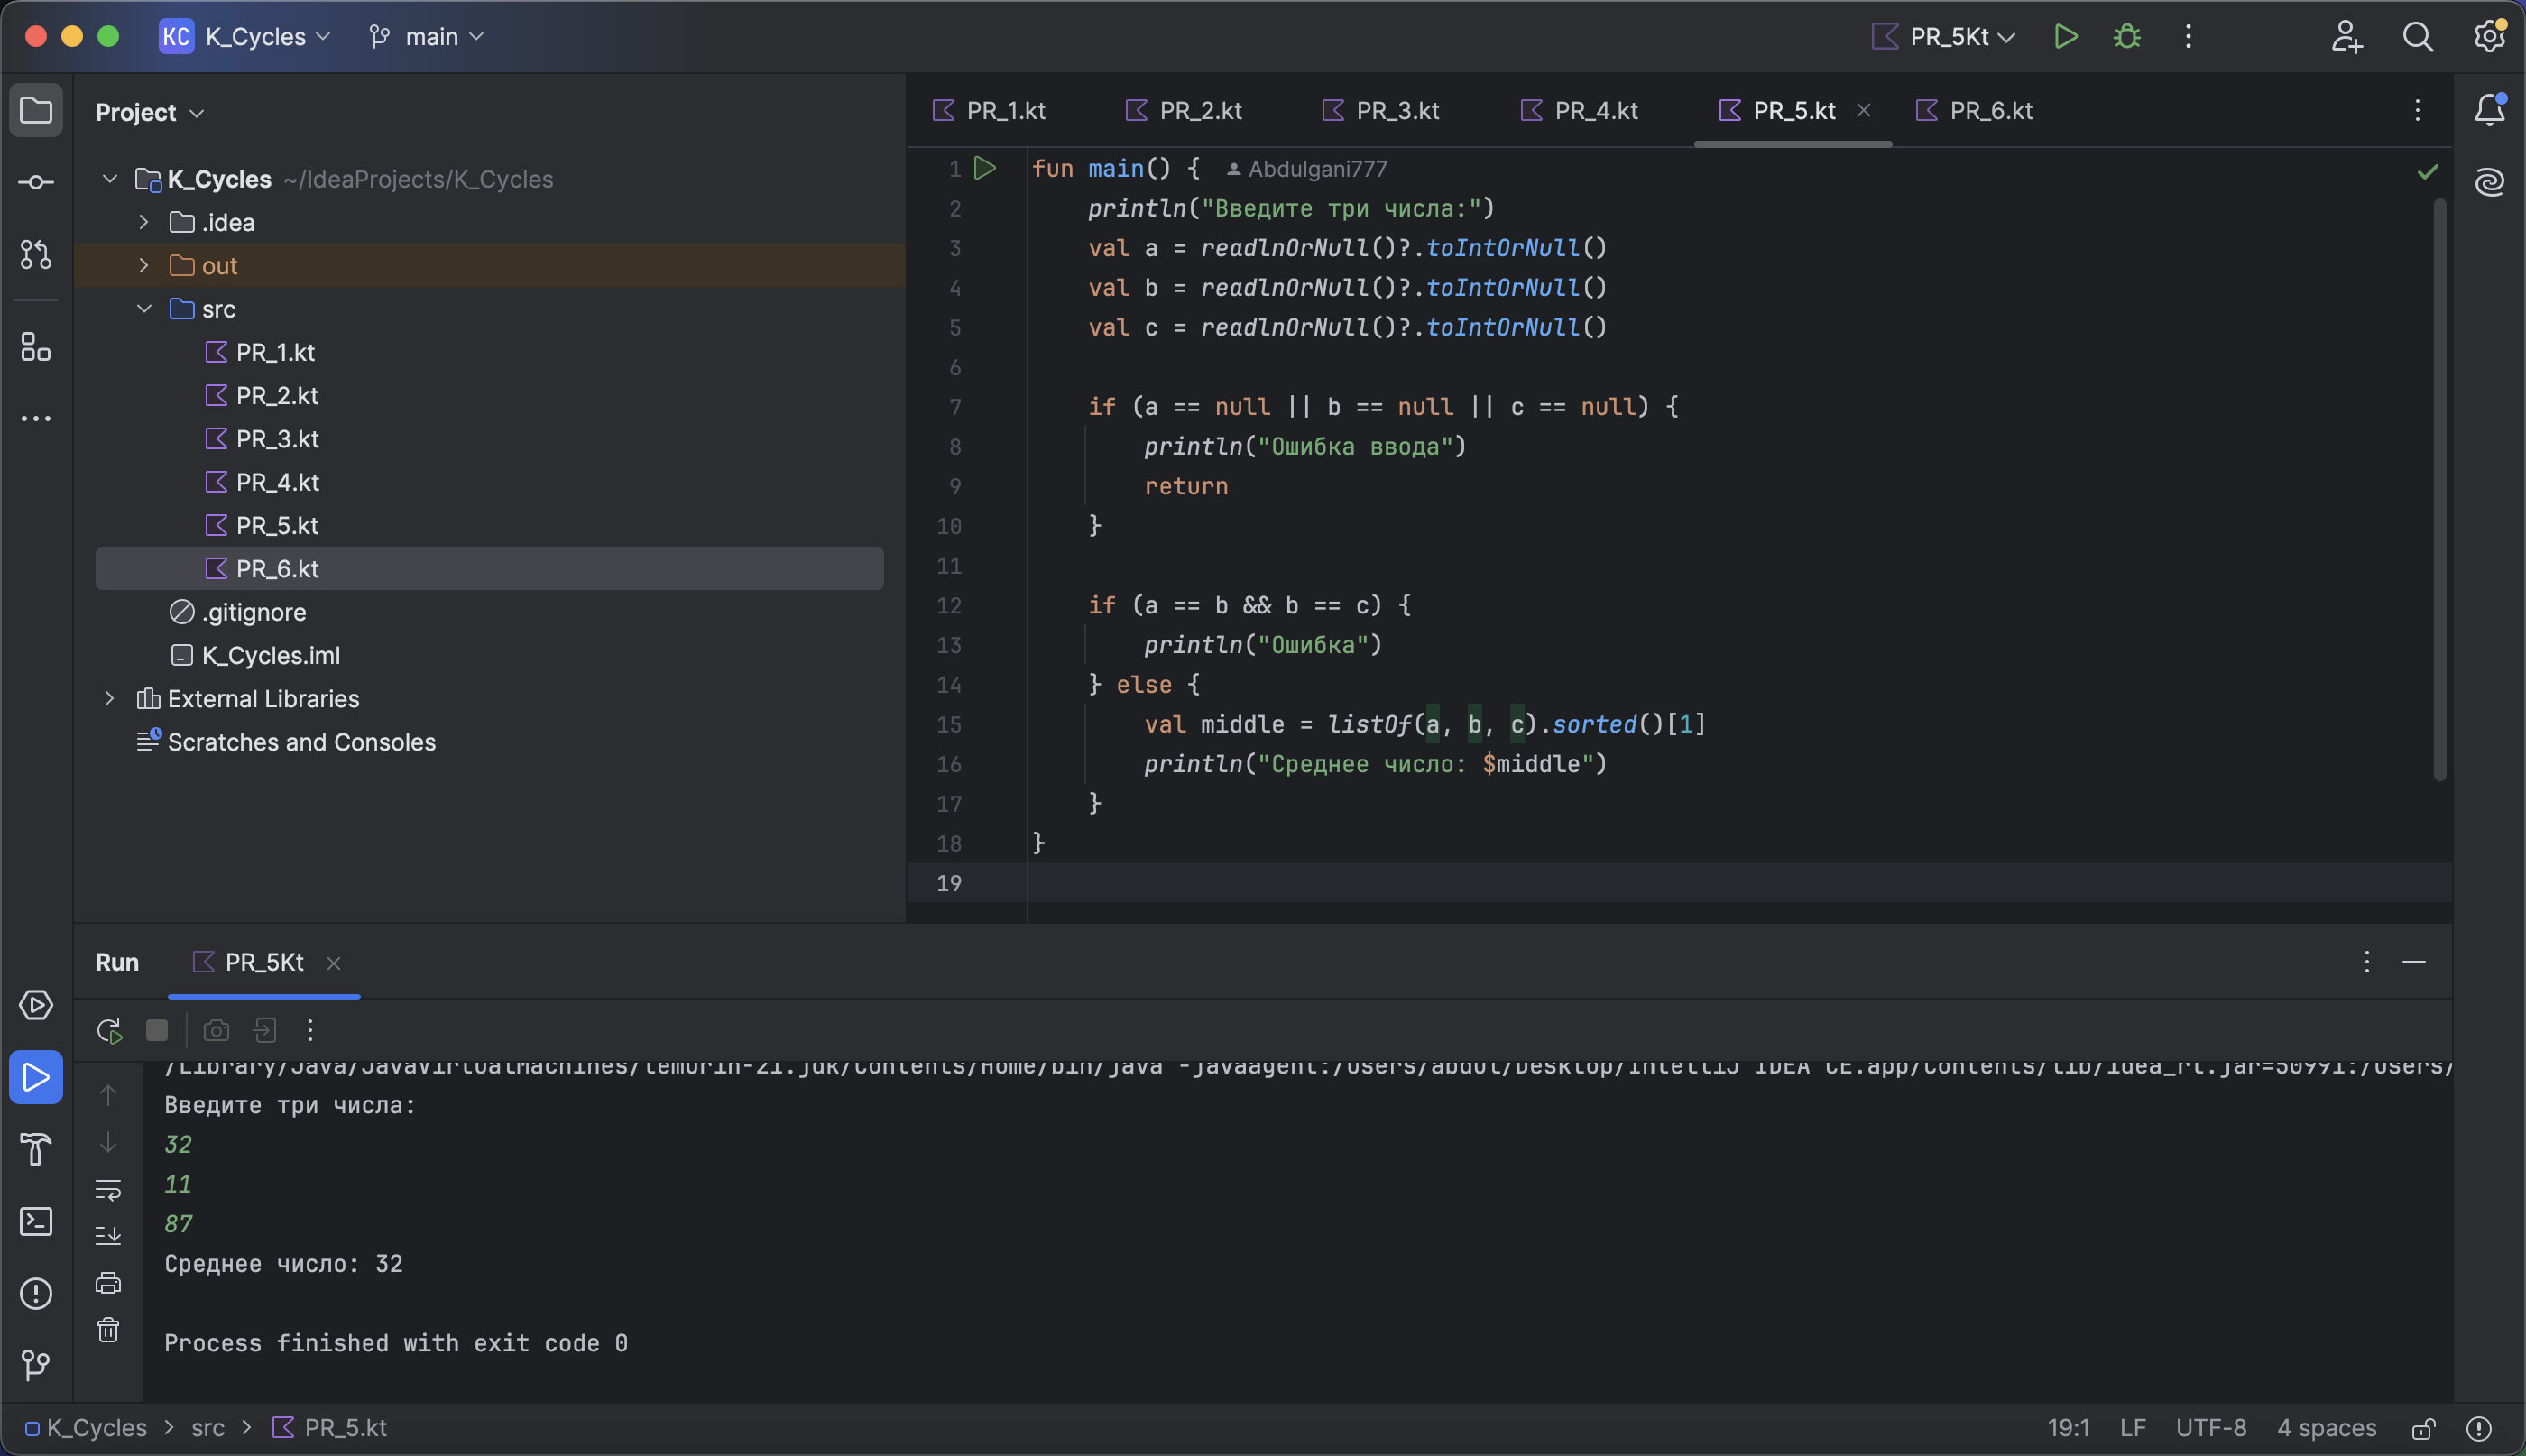 KC K_Cycles main PR_5Kt
Project
K_Cycles ~/IdeaProjects/K_Cycles
.idea
out
src
PR_1.kt
PR_2.kt
PR_3.kt
PR_4.kt
PR_5.kt
PR_6.kt
.gitignore
K_Cycles.iml
External Libraries
Scratches and Consoles
PR_1.kt PR_2.kt PR_3.kt PR_4.kt PR_5.kt PR_6.kt
1 fun main() { Abdulgani777
2 println("Введите три числа:")
3 val a = readlnOrNull()?.toIntOrNull()
4 val b = readlnOrNull()?.toIntOrNull()
5 val c = readlnOrNull()?.toIntOrNull()
6
7 if (a == null || b == null || c == null) {
8 println("Ошибка ввода")
9 return
10 }
11
12 if (a == b && b == c) {
13 println("Ошибка")
14 } else {
15 val middle = listOf(a, b, c).sorted()[1]
16 println("Среднее число: $middle")
17 }
18 }
19
Run PR_5Kt
/Library/Java/JavaVirtualMachines/temurin-21.jdk/Contents/Home/bin/java -javaagent:/Users/abdul/Desktop/IntelliJ IDEA CE.app/Contents/lib/idea_rt.jar=50991:/Users/
Введите три числа:
32
11
87
Среднее число: 32
Process finished with exit code 0
K_Cycles > src > PR_5.kt 19:1 LF UTF-8 4 spaces